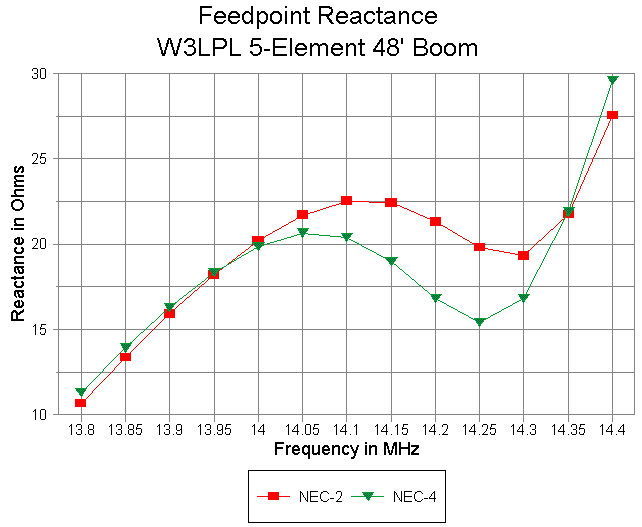 Feedpoint Reactance
W3LPL 5-Element 48' Boom
30
25
20
15
10
Reactance in Ohms
13.8 13.85 13.9 13.95 14 14.05 14.1 14.15 14.2 14.25 14.3 14.35 14.4
Frequency in MHz
NEC-2 NEC-4